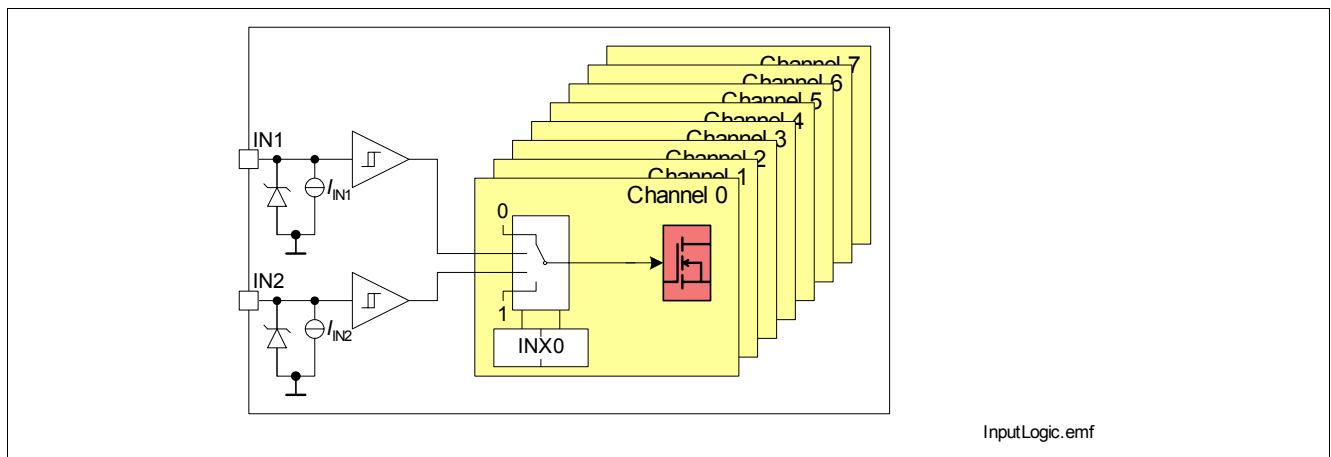 Channel 7
Channel 6
Channel 5
Channel 4
Channel 3
Channel 2
Channel 1
Channel 0
IN1
IIN1
0
IN2
IIN2
1
INX0
InputLogic.emf